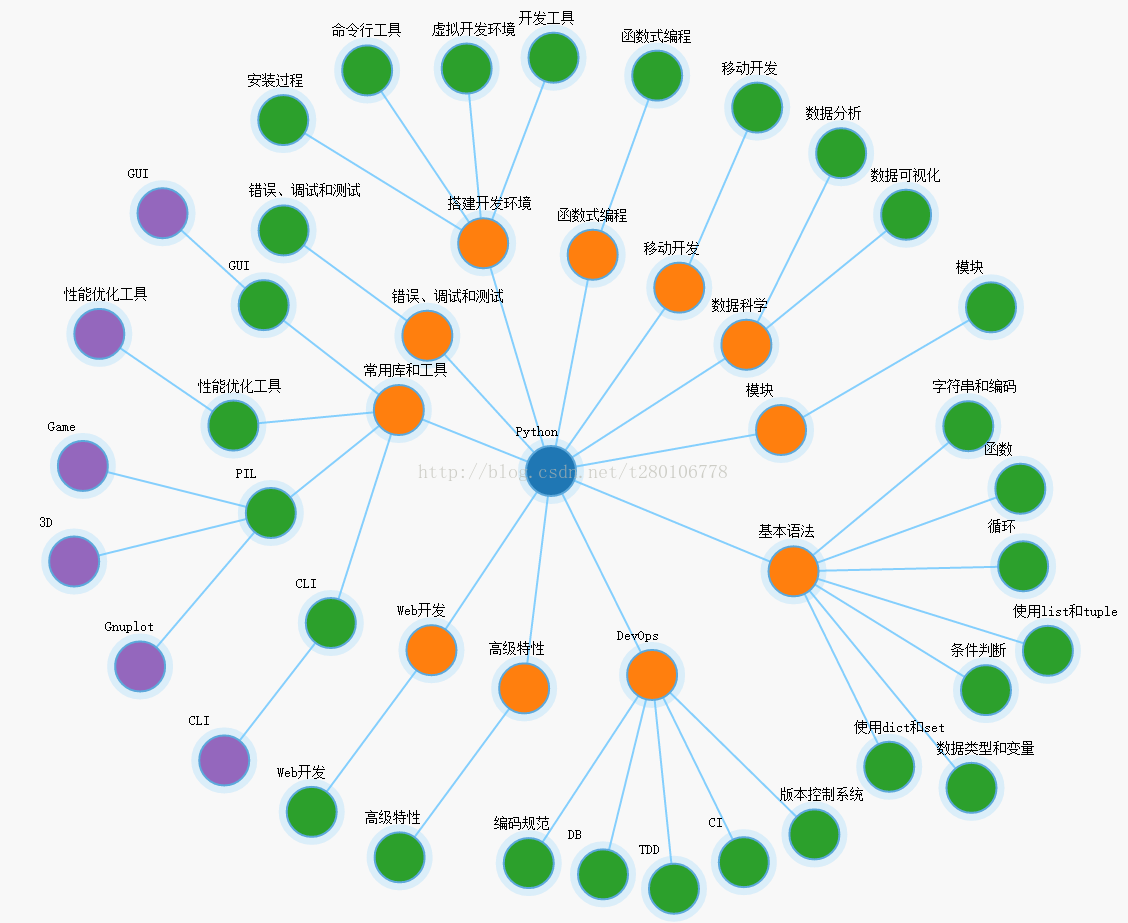 开发工具
命令行工具
虚拟开发环境
函数式编程
移动开发
安装过程
数据分析
GUI
数据可视化
错误、调试和测试
搭建开发环境
函数式编程
移动开发
GUI
模块
性能优化工具
错误、调试和测试
数据科学
常用库和工具
性能优化工具
模块
字符串和编码
Game
Python
函数
PIL
http://blog.csdn.net/t280106778
3D
循环
基本语法
CLI
Web开发
使用list和tuple
Gnuplot
DevOps
高级特性
条件判断
CLI
使用dict和set
数据类型和变量
Web开发
版本控制系统
高级特性
编码规范
CI
DB
TDD